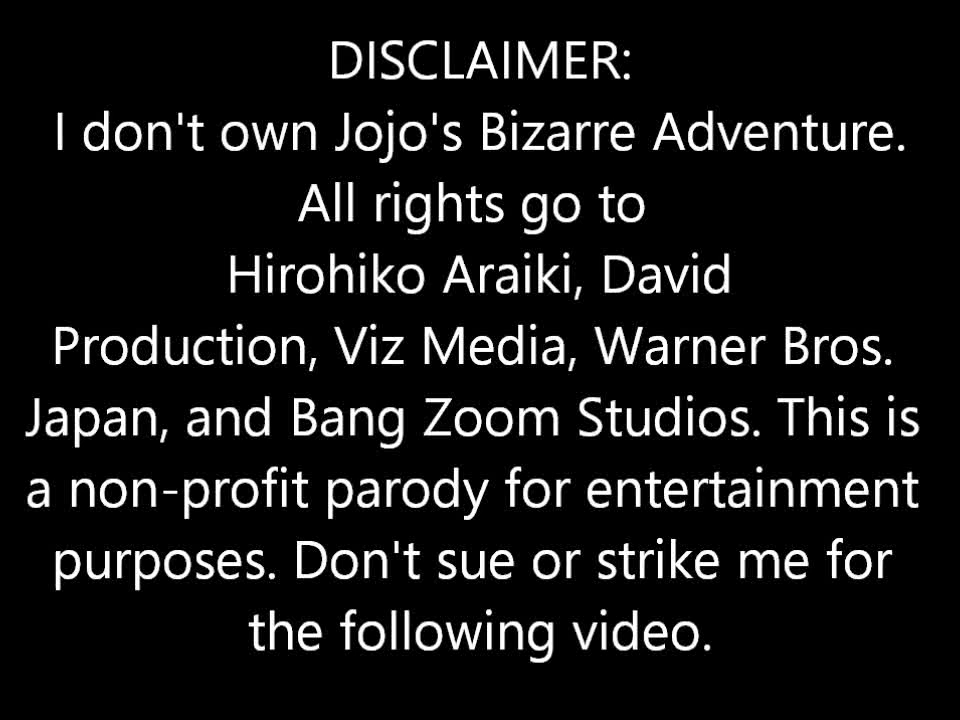 DISCLAIMER:
I don't own Jojo's Bizarre Adventure.
All rights go to
Hirohiko Araiki, David
Production, Viz Media, Warner Bros.
Japan, and Bang Zoom Studios. This is
a non-profit parody for entertainment
purposes. Don't sue or strike me for
the following video.